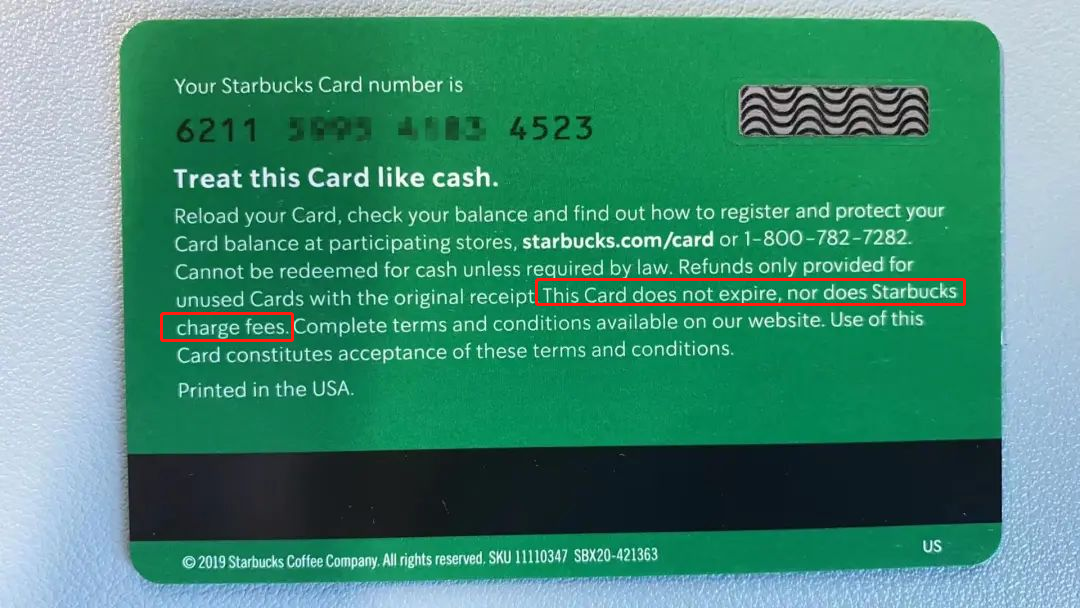 Your Starbucks Card number is
6211 4523
Treat this Card like cash.
Reload your Card, check your balance and find out how to register and protect your
Card balance at participating stores, starbucks.com/card or 1-800-782-7282.
Cannot be redeemed for cash unless required by law. Refunds only provided for
unused Cards with the original receipt. This Card does not expire, nor does Starbucks
charge fees. Complete terms and conditions available on our website. Use of this
Card constitutes acceptance of these terms and conditions.
Printed in the USA.
© 2019 Starbucks Coffee Company. All rights reserved. SKU 11110347 SBX20-421363
US